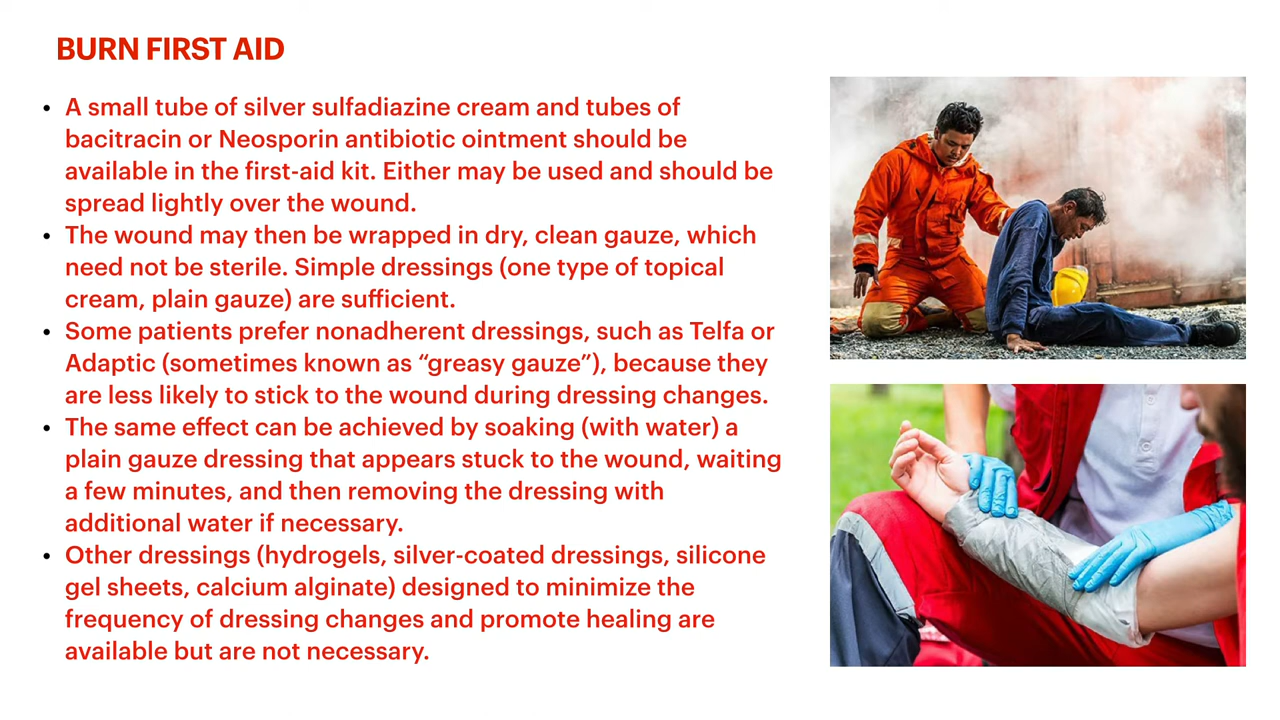 BURN FIRST AID
• A small tube of silver sulfadiazine cream and tubes of
bacitracin or Neosporin antibiotic ointment should be
available in the first-aid kit. Either may be used and should be
spread lightly over the wound.
• The wound may then be wrapped in dry, clean gauze, which
need not be sterile. Simple dressings (one type of topical
cream, plain gauze) are sufficient.
• Some patients prefer nonadherent dressings, such as Telfa or
Adaptic (sometimes known as “greasy gauze”), because they
are less likely to stick to the wound during dressing changes.
• The same effect can be achieved by soaking (with water) a
plain gauze dressing that appears stuck to the wound, waiting
a few minutes, and then removing the dressing with
additional water if necessary.
• Other dressings (hydrogels, silver-coated dressings, silicone
gel sheets, calcium alginate) designed to minimize the
frequency of dressing changes and promote healing are
available but are not necessary.